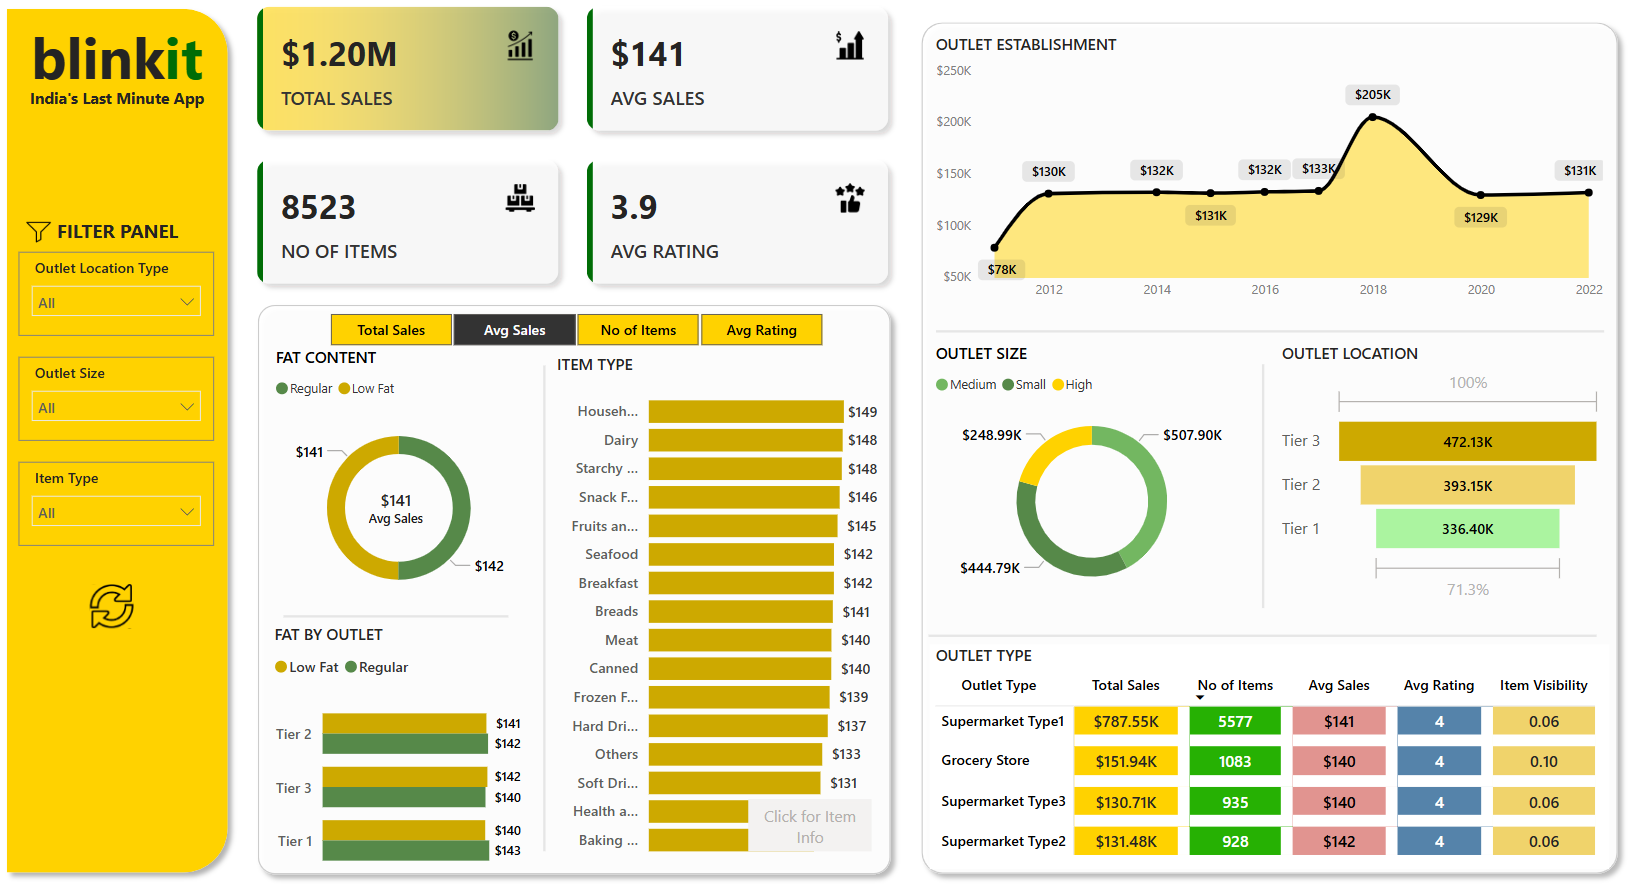 blinkit
India's Last Minute App
FILTER PANEL
Outlet Location Type
All
Outlet Size
All
Item Type
All
$1.20M
TOTAL SALES
$141
AVG SALES
8523
NO OF ITEMS
3.9
AVG RATING
Total Sales
Avg Sales
No of Items
Avg Rating
FAT CONTENT
Regular
Low Fat
$141
$141
Avg Sales
$142
FAT BY OUTLET
Low Fat
Regular
Tier 2
$141
$142
Tier 3
$142
$140
Tier 1
$140
$143
ITEM TYPE
Househ... $149
Dairy $148
Starchy ... $148
Snack F... $146
Fruits an... $145
Seafood $142
Breakfast $142
Breads $141
Meat $140
Canned $140
Frozen F... $139
Hard Dri... $137
Others $133
Soft Dri... $131
Health a...
Baking ...
Click for Item
Info
OUTLET ESTABLISHMENT
$250K
$200K
$150K
$100K
$50K
$78K
$130K
$132K
$131K
$132K
$133K
$205K
$129K
$131K
2012
2014
2016
2018
2020
2022
OUTLET SIZE
Medium
Small
High
$248.99K
$507.90K
$444.79K
OUTLET LOCATION
100%
Tier 3 472.13K
Tier 2 393.15K
Tier 1 336.40K
71.3%
OUTLET TYPE
Outlet Type Total Sales No of Items Avg Sales Avg Rating Item Visibility
Supermarket Type1 $787.55K 5577 $141 4 0.06
Grocery Store $151.94K 1083 $140 4 0.10
Supermarket Type3 $130.71K 935 $140 4 0.06
Supermarket Type2 $131.48K 928 $142 4 0.06